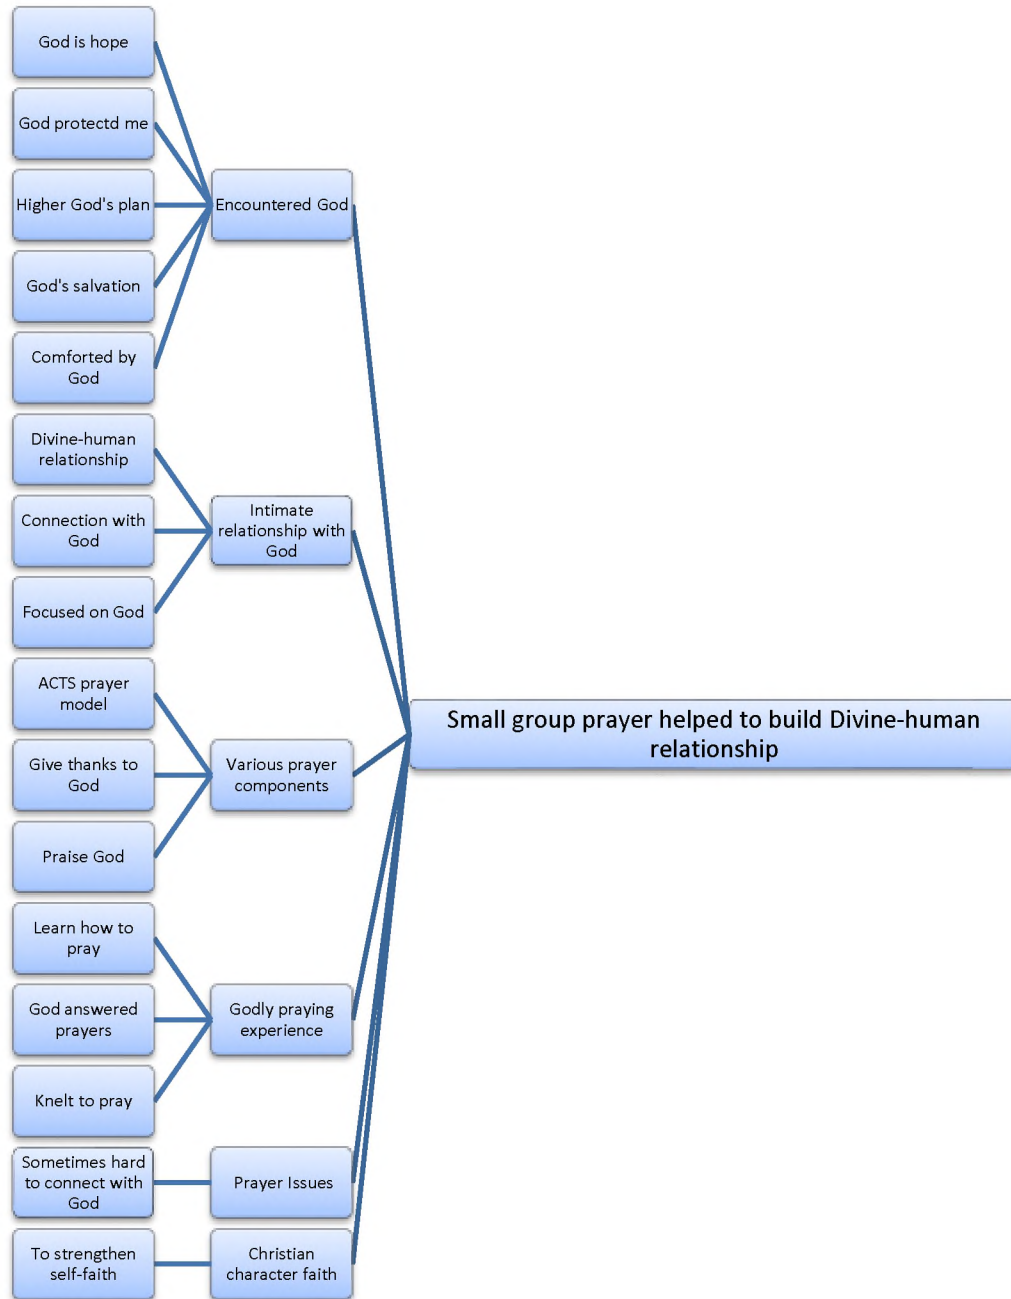 God is hope
God protectd me
Higher God's plan
God's salvation
Comforted by
God
Encountered God
Divine-human
relationship
Connection with
God
Focused on God
Intimate
relationship with
God
ACTS prayer
model
Give thanks to
God
Praise God
Various prayer
components
Learn how to
pray
God answered
prayers
Knelt to pray
Godly praying
experience
Sometimes hard
to connect with
God
Prayer Issues
To strengthen
self-faith
Christian
character faith
Small group prayer helped to build Divine-human
relationship